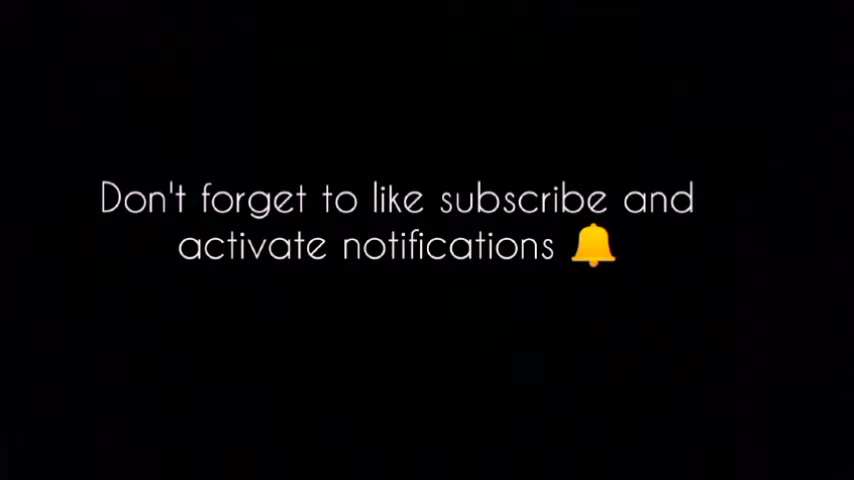 Don't forget to like subscribe and
activate notifications 🔔